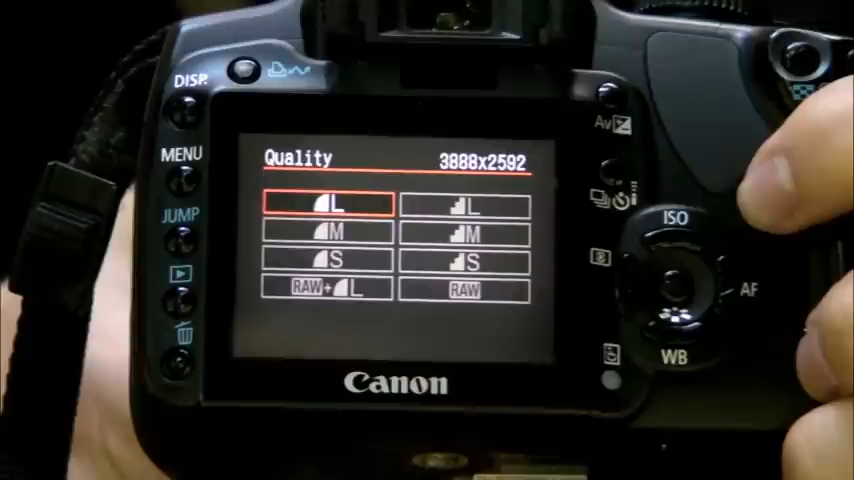 DISP.
Av
MENU
Quality 3888x2592
L L
JUMP
M M
ISO
S S
RAW+ L RAW
AF
WB
Canon